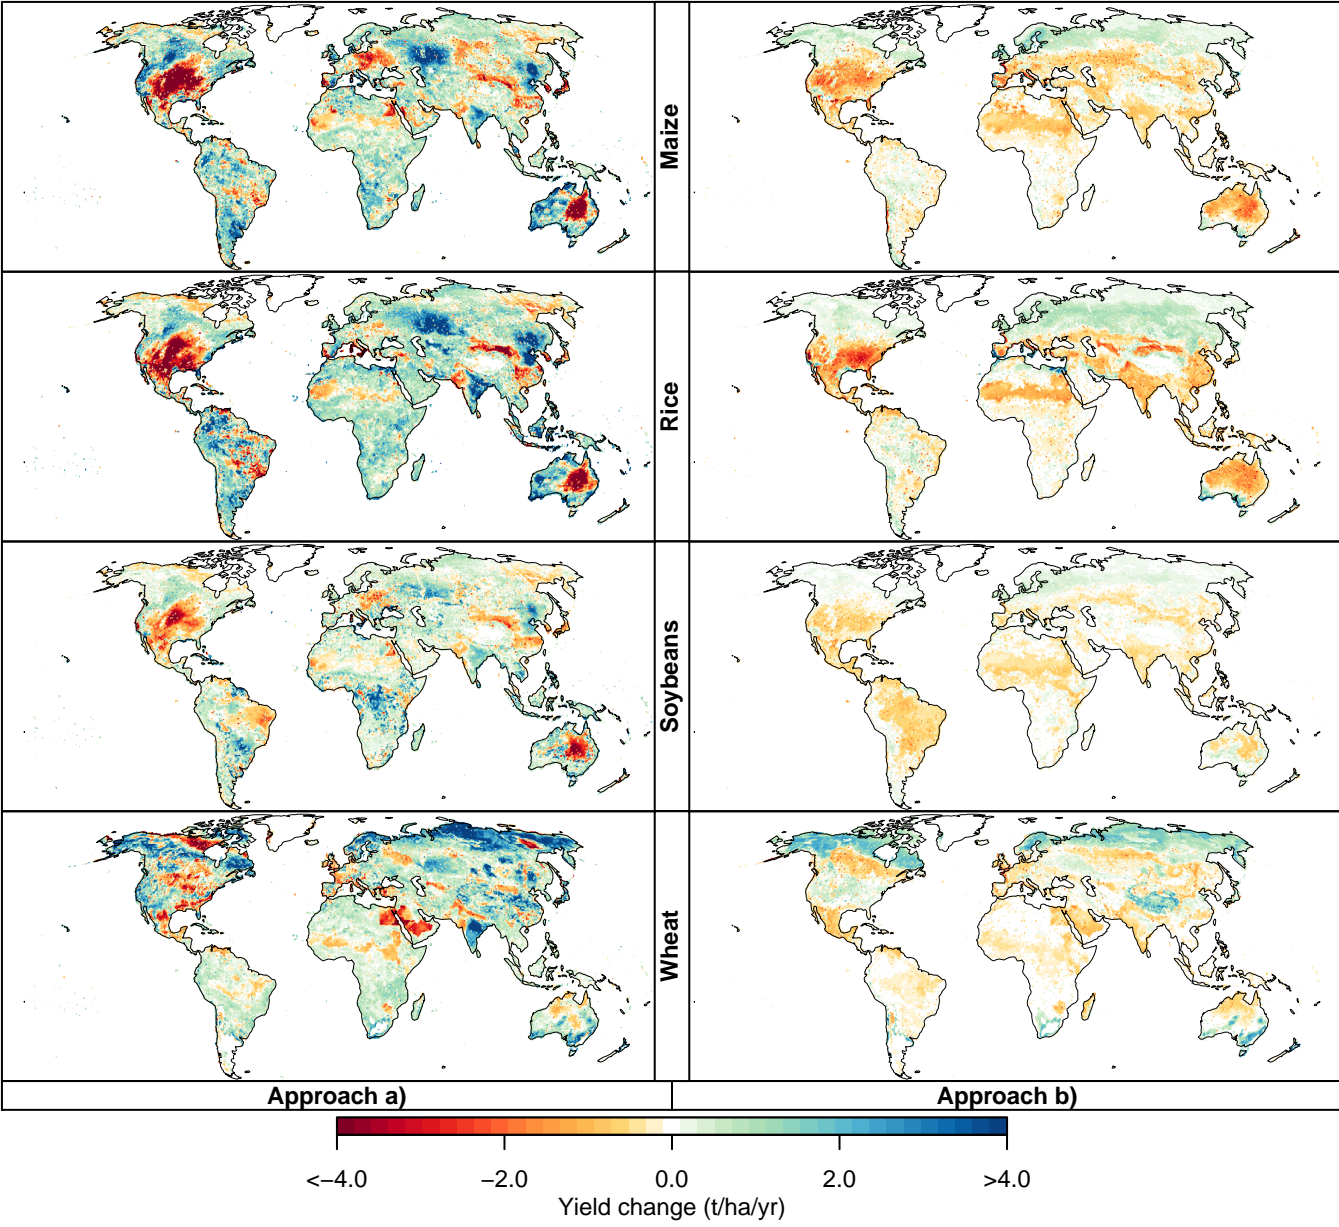 Maize
Rice
Soybeans
Wheat
Approach a)
Approach b)
<−4.0
−2.0
0.0
2.0
>4.0
Yield change (t/ha/yr)